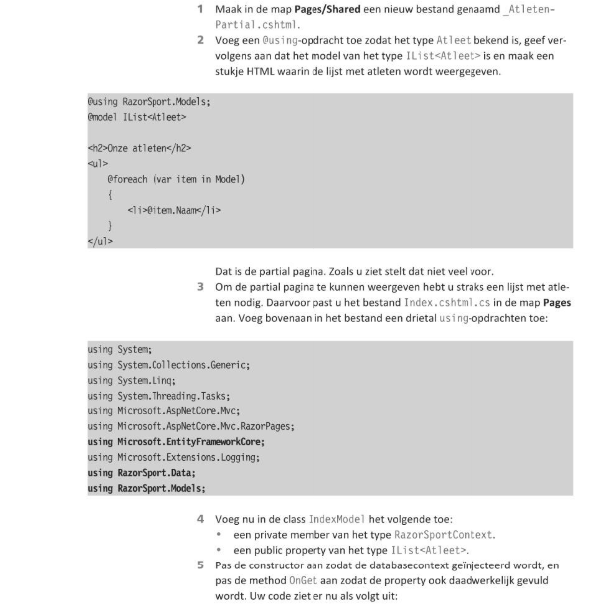 1 Maak in de map Pages/Shared een nieuw bestand genaamd _Atleten-
Partial.cshtml.
2 Voeg een @using-opdracht toe zodat het type Atleet bekend is, geef ver-
volgens aan dat het model van het type IList<Atleet> is en maak een
stukje HTML waarin de lijst met atleten wordt weergegeven.
@using RazorSport.Models;
@model IList<Atleet>
<h2>Onze atleten</h2>
<ul>
@foreach (var item in Model)
{
<li>@item.Naam</li>
}
</ul>
Dat is de partial pagina. Zoals u ziet stelt dat niet veel voor.
3 Om de partial pagina te kunnen weergeven hebt u straks een lijst met atle-
ten nodig. Daarvoor past u het bestand Index.cshtml.cs in de map Pages
aan. Voeg bovenaan in het bestand een drietal using-opdrachten toe:
using System;
using System.Collections.Generic;
using System.Linq;
using System.Threading.Tasks;
using Microsoft.AspNetCore.Mvc;
using Microsoft.AspNetCore.Mvc.RazorPages;
using Microsoft.EntityFrameworkCore;
using Microsoft.Extensions.Logging;
using RazorSport.Data;
using RazorSport.Models;
4 Voeg nu in de class IndexModel het volgende toe:
• een private member van het type RazorSportContext.
• een public property van het type IList<Atleet>.
5 Pas de constructor aan zodat de databasecontext geïnjecteerd wordt, en
pas de method OnGet aan zodat de property ook daadwerkelijk gevuld
wordt. Uw code ziet er nu als volgt uit: